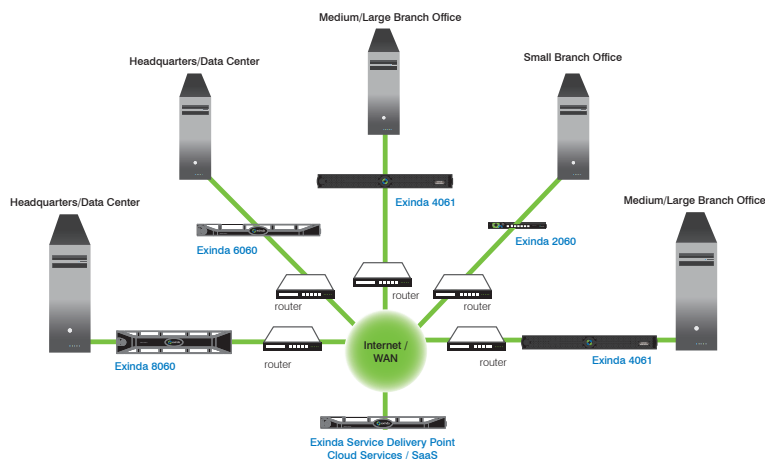 Medium/Large Branch Office
Headquarters/Data Center
Small Branch Office
Headquarters/Data Center
Medium/Large Branch Office
Exinda 4061
Exinda 6060
Exinda 2060
router
router
router
Internet /
WAN
Exinda 8060
router
router
Exinda 4061
Exinda Service Delivery Point
Cloud Services / SaaS